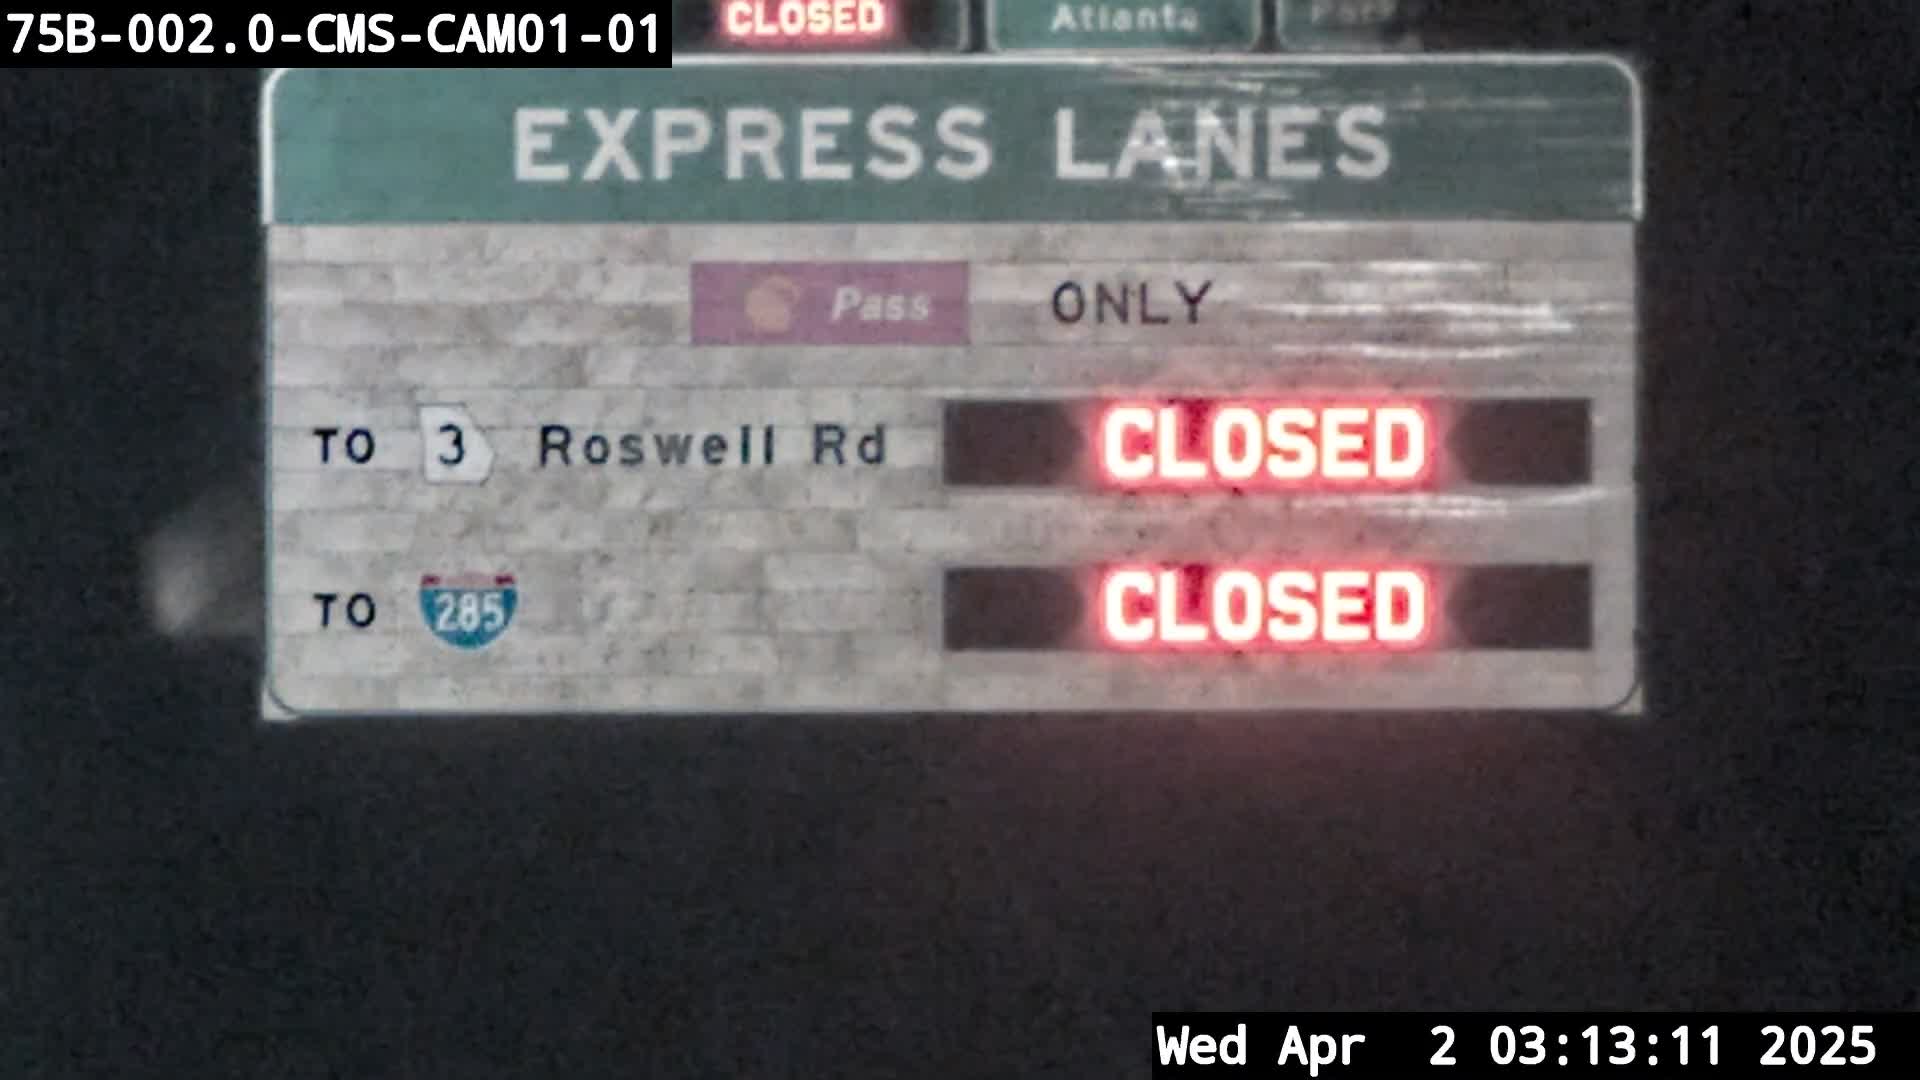 75B-002.0-CMS-CAM01-01
CLOSED
Atlanta
EXPRESS LANES
Pass ONLY
TO 3 Roswell Rd CLOSED
TO 285 CLOSED
Wed Apr 2 03:13:11 2025